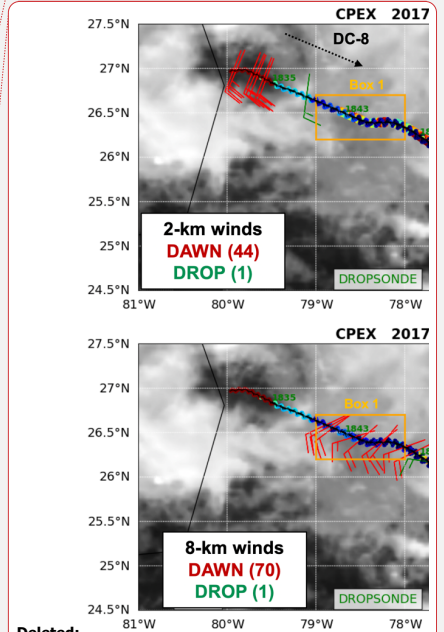 CPEX 2017
27.5°N
DC-8
27°N
1835
Box 1
26.5°N
1843
26°N
25.5°N
2-km winds
25°N
DAWN (44)
DROP (1)
DROPSONDE
24.5°N
81°W 80°W 79°W 78°W
CPEX 2017
27.5°N
27°N
1835
Box 1
26.5°N
1843
26°N
25.5°N
8-km winds
25°N
DAWN (70)
DROP (1)
DROPSONDE
24.5°N
81°W 80°W 79°W 78°W